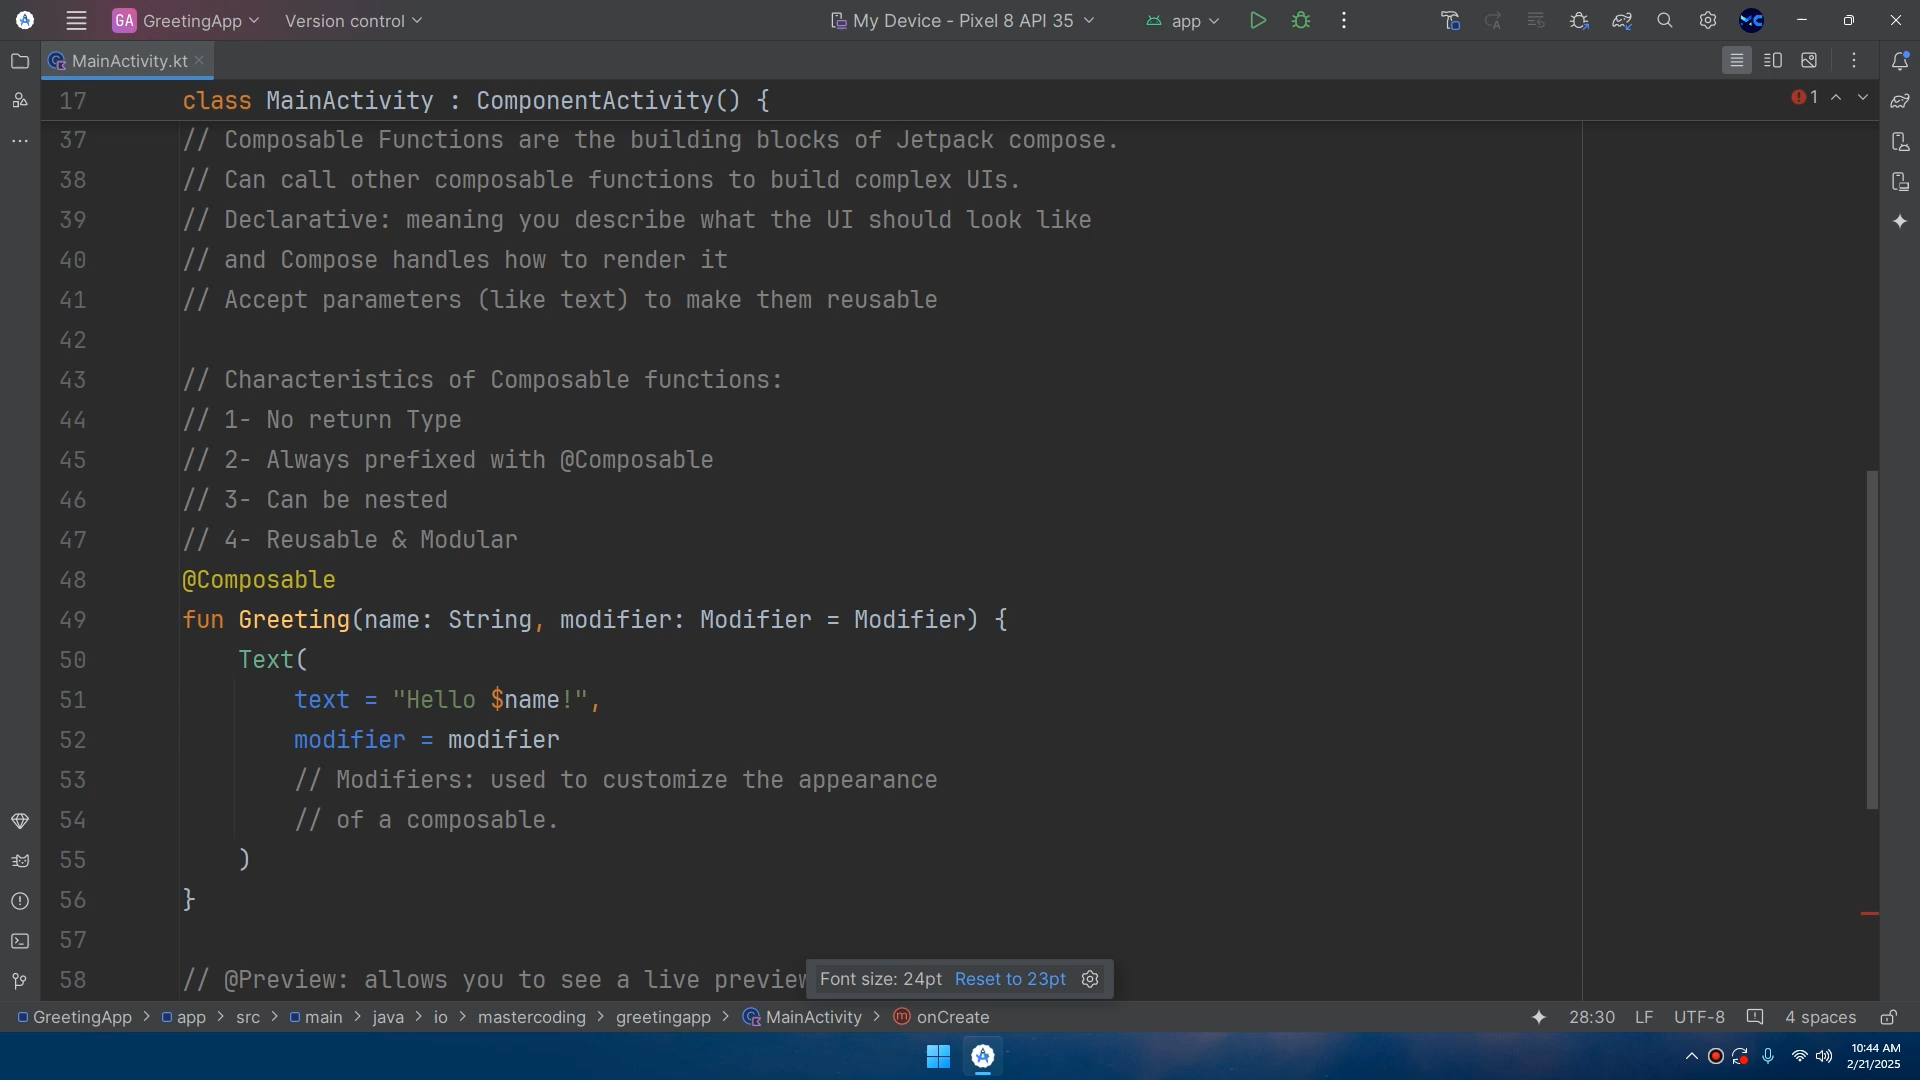 GA GreetingApp Version control My Device - Pixel 8 API 35 app
MainActivity.kt
17 class MainActivity : ComponentActivity() { 1
37 // Composable Functions are the building blocks of Jetpack compose.
38 // Can call other composable functions to build complex UIs.
39 // Declarative: meaning you describe what the UI should look like
40 // and Compose handles how to render it
41 // Accept parameters (like text) to make them reusable
42
43 // Characteristics of Composable functions:
44 // 1- No return Type
45 // 2- Always prefixed with @Composable
46 // 3- Can be nested
47 // 4- Reusable & Modular
48 @Composable
49 fun Greeting(name: String, modifier: Modifier = Modifier) {
50 Text(
51 text = "Hello $name!",
52 modifier = modifier
53 // Modifiers: used to customize the appearance
54 // of a composable.
55 )
56 }
57
58 // @Preview: allows you to see a live preview
Font size: 24pt Reset to 23pt
GreetingApp > app > src > main > java > io > mastercoding > greetingapp > MainActivity > onCreate 28:30 LF UTF-8 4 spaces
10:44 AM
2/21/2025